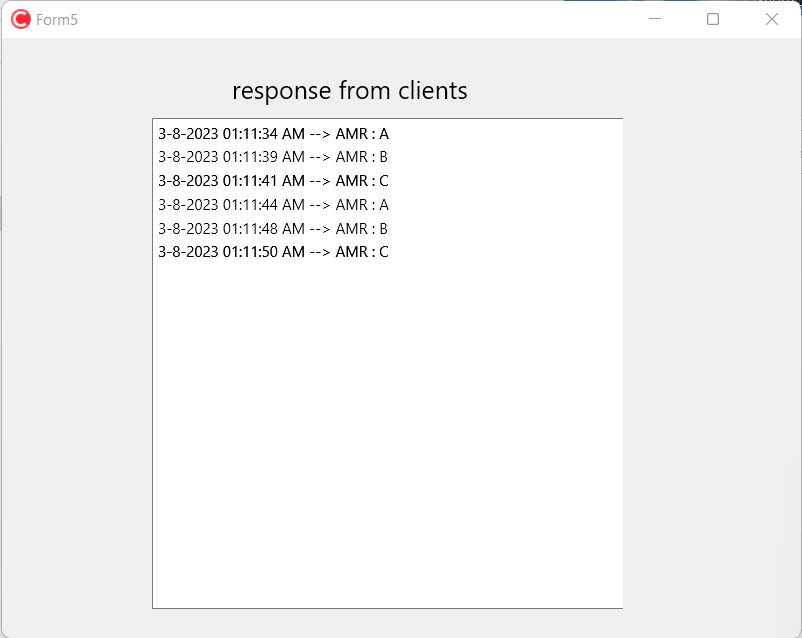 Form5
response from clients
3-8-2023 01:11:34 AM --> AMR : A
3-8-2023 01:11:39 AM --> AMR : B
3-8-2023 01:11:41 AM --> AMR : C
3-8-2023 01:11:44 AM --> AMR : A
3-8-2023 01:11:48 AM --> AMR : B
3-8-2023 01:11:50 AM --> AMR : C